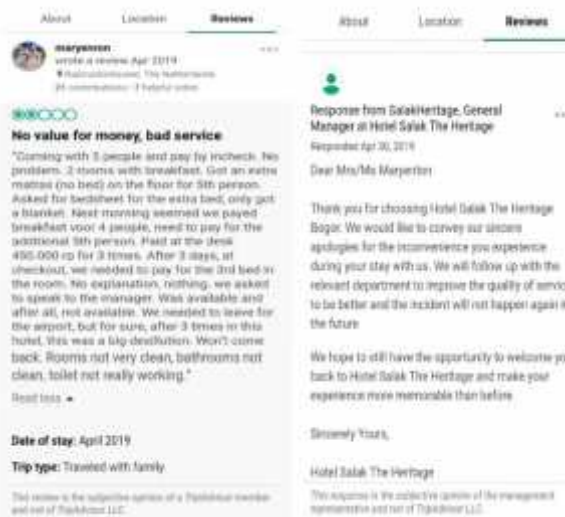 About Location Reviews
maryenron
wrote a review Apr 2019
The Netherlands
No value for money, bad service
"Coming with 5 people and pay by incheck. No
problem. 2 rooms with breakfast. Got an extra
matras (no bed) on the floor for 5th person.
Asked for bedsheet for the extra bed, only got
a blanket. Next morning seemed we payed
breakfast voor 4 people, need to pay for the
additional 5th person. Paid at the desk
450.000 rp for 3 times. After 3 days, at
checkout, we needed to pay for the 3rd bed in
the room. No explanation, nothing. we asked
to speak to the manager. Was available and
after all, not available. We needed to leave for
the airport, but for sure, after 3 times in this
hotel, this was a big devillution. Won't come
back. Rooms not very clean, bathrooms not
clean, toilet not really working."
Read less
Date of stay: April 2019
Trip type: Traveled with family
This review is the subjective opinion of a TripAdvisor member
and not of TripAdvisor LLC.
About Location Reviews
Response from SalakHeritage, General
Manager at Hotel Salak The Heritage
Responded Apr 30, 2019
Dear Mrs/Ms Maryenron
Thank you for choosing Hotel Salak The Heritage
Bogor. We would like to convey our sincere
apologies for the inconvenience you experience
during your stay with us. We will follow up with the
relevant department to improve the quality of servic
to be better and the incident will not happen again i
the future
We hope to still have the opportunity to welcome yo
back to Hotel Salak The Heritage and make your
experience more memorable than before
Sincerely Yours,
Hotel Salak The Heritage
This response is the subjective opinion of the management
representative and not of TripAdvisor LLC.